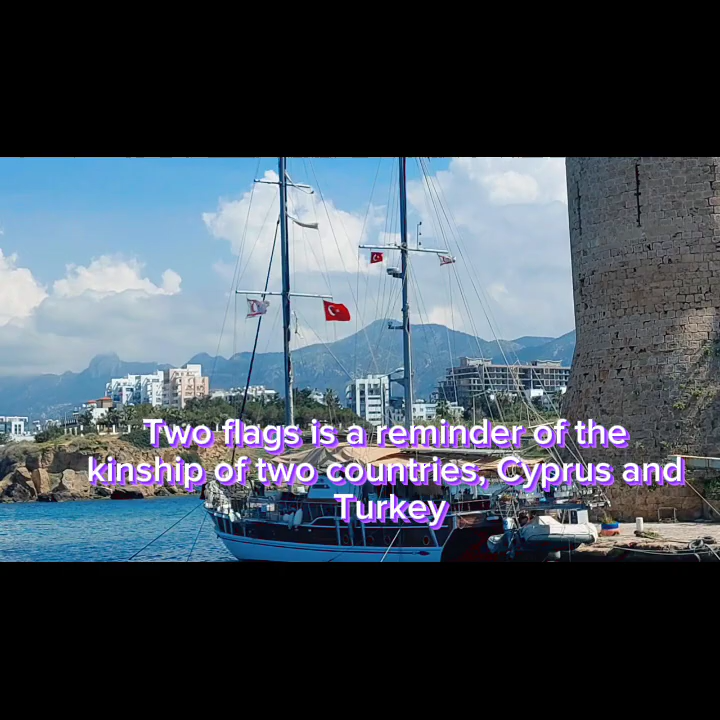 Two flags is a reminder of the
kinship of two countries, Cyprus and
Turkey